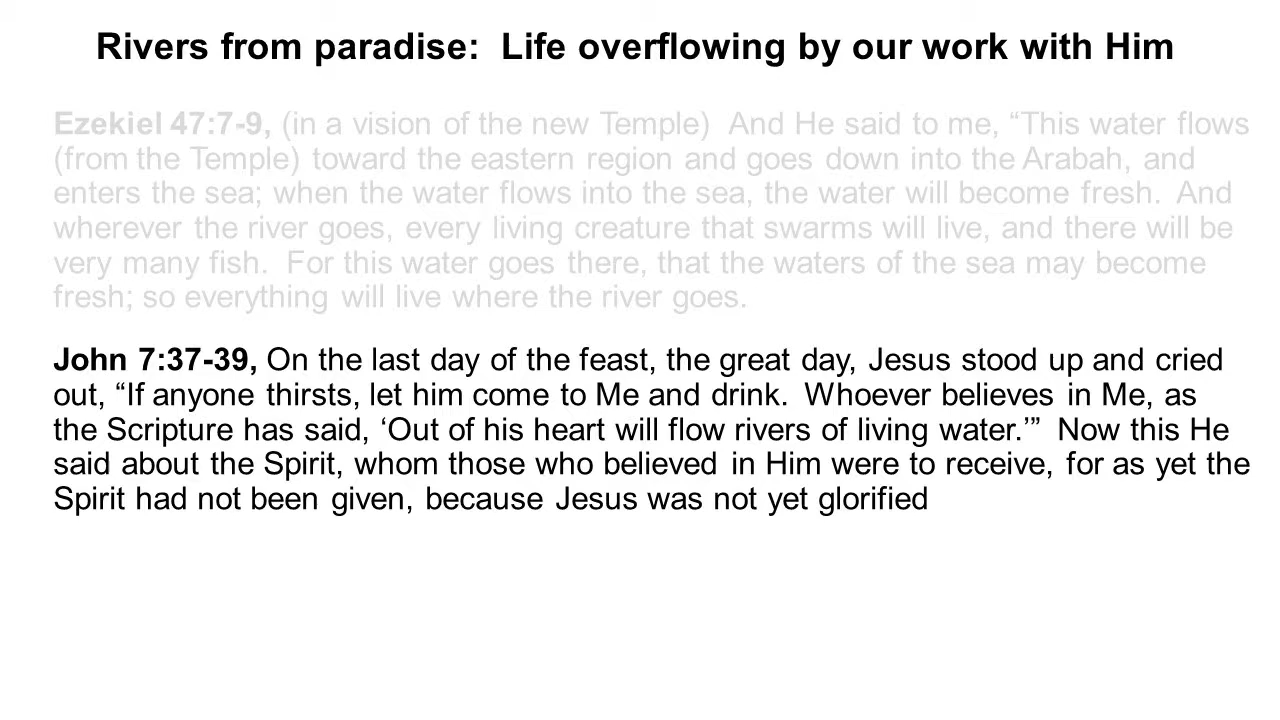 Rivers from paradise:  Life overflowing by our work with Him
Ezekiel 47:7-9, (in a vision of the new Temple)  And He said to me, “This water flows
(from the Temple) toward the eastern region and goes down into the Arabah, and
enters the sea; when the water flows into the sea, the water will become fresh.  And
wherever the river goes, every living creature that swarms will live, and there will be
very many fish.  For this water goes there, that the waters of the sea may become
fresh; so everything will live where the river goes.
John 7:37-39, On the last day of the feast, the great day, Jesus stood up and cried
out, “If anyone thirsts, let him come to Me and drink.  Whoever believes in Me, as
the Scripture has said, ‘Out of his heart will flow rivers of living water.’”  Now this He
said about the Spirit, whom those who believed in Him were to receive, for as yet the
Spirit had not been given, because Jesus was not yet glorified